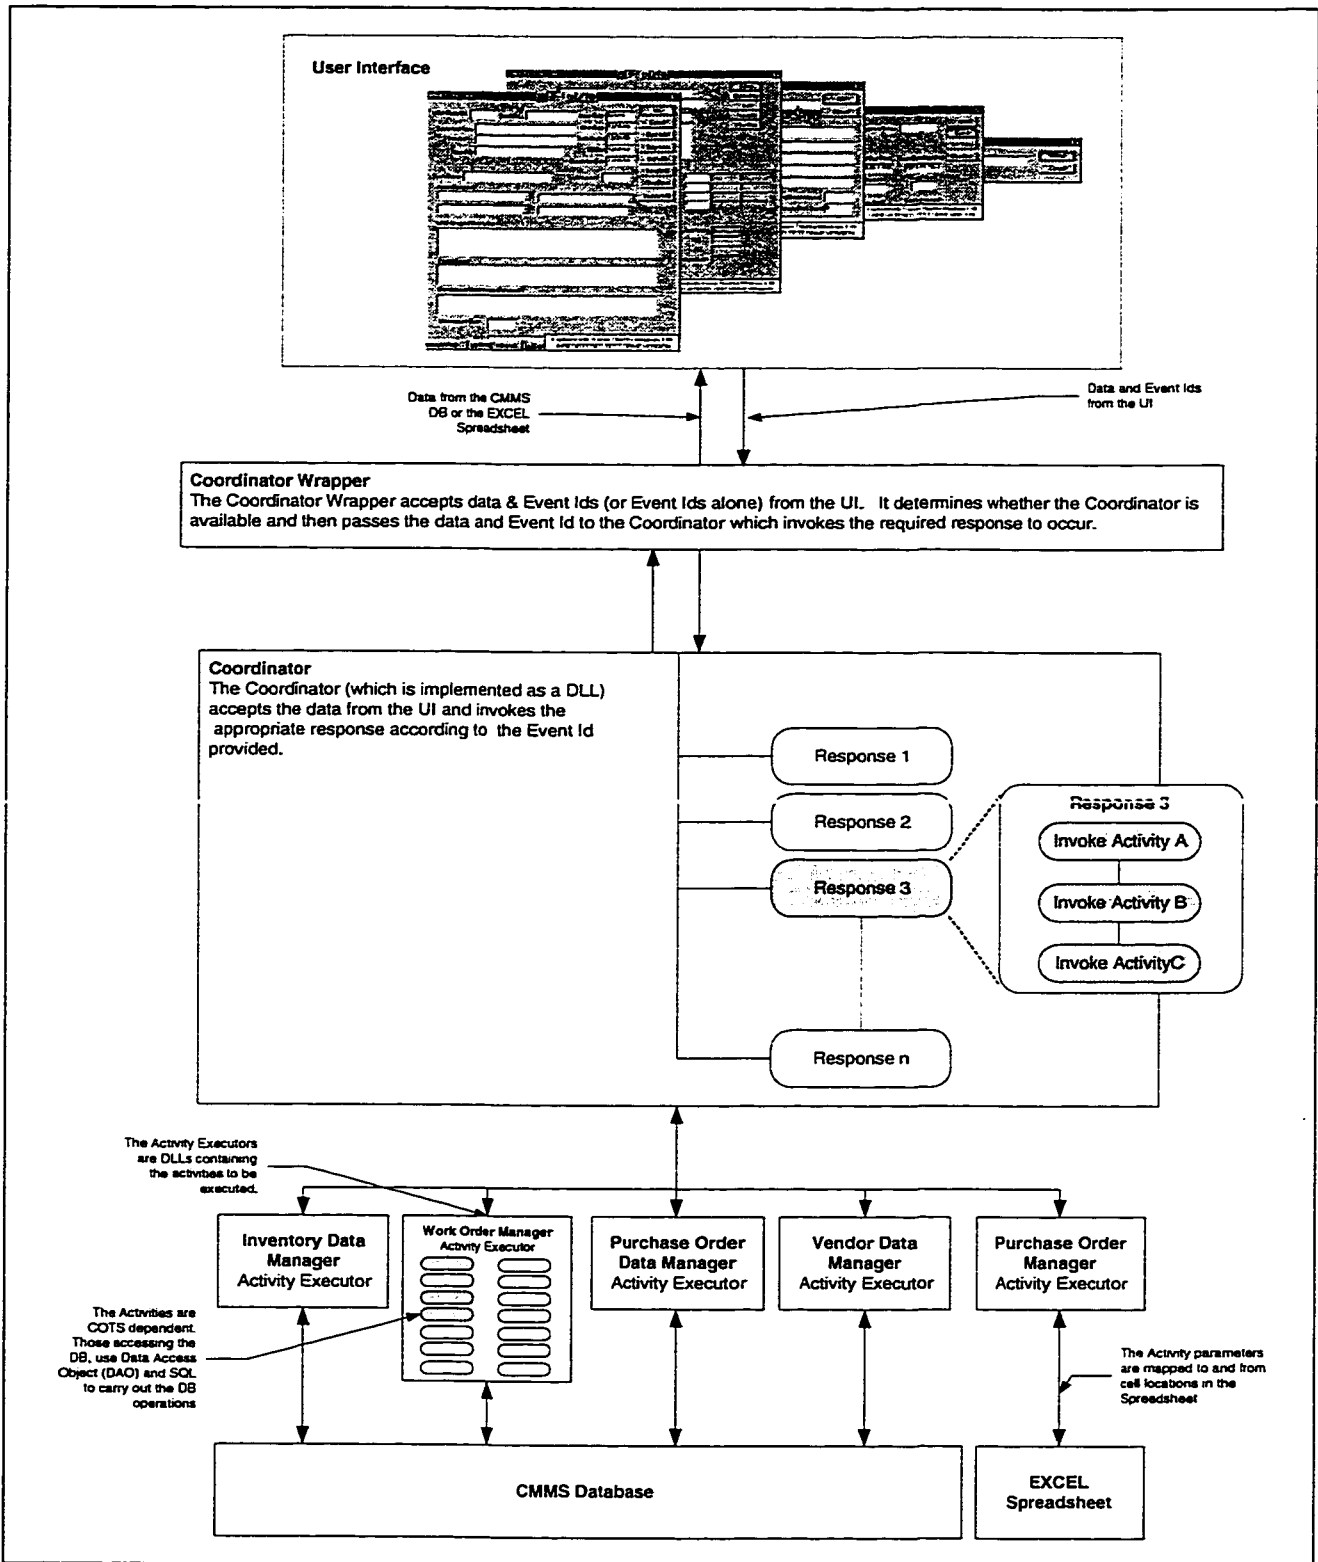 User Interface
Data from the CMMS
DB or the EXCEL
Spreadsheet
Data and Event Ids
from the UI
Coordinator Wrapper
The Coordinator Wrapper accepts data & Event Ids (or Event Ids alone) from the UI. It determines whether the Coordinator is
available and then passes the data and Event Id to the Coordinator which invokes the required response to occur.
Coordinator
The Coordinator (which is implemented as a DLL)
accepts the data from the UI and invokes the
appropriate response according to the Event Id
provided.
Response 1
Response 2
Response 3
Response n
Response 3
Invoke Activity A
Invoke Activity B
Invoke ActivityC
The Activity Executors
are DLLs containing
the activities to be
executed.
Inventory Data
Manager
Activity Executor
Work Order Manager
Activity Executor
Purchase Order
Data Manager
Activity Executor
Vendor Data
Manager
Activity Executor
Purchase Order
Manager
Activity Executor
The Activities are
COTS dependent.
Those accessing the
DB, use Data Access
Object (DAO) and SQL
to carry out the DB
operations
The Activity parameters
are mapped to and from
cell locations in the
Spreadsheet
CMMS Database
EXCEL
Spreadsheet